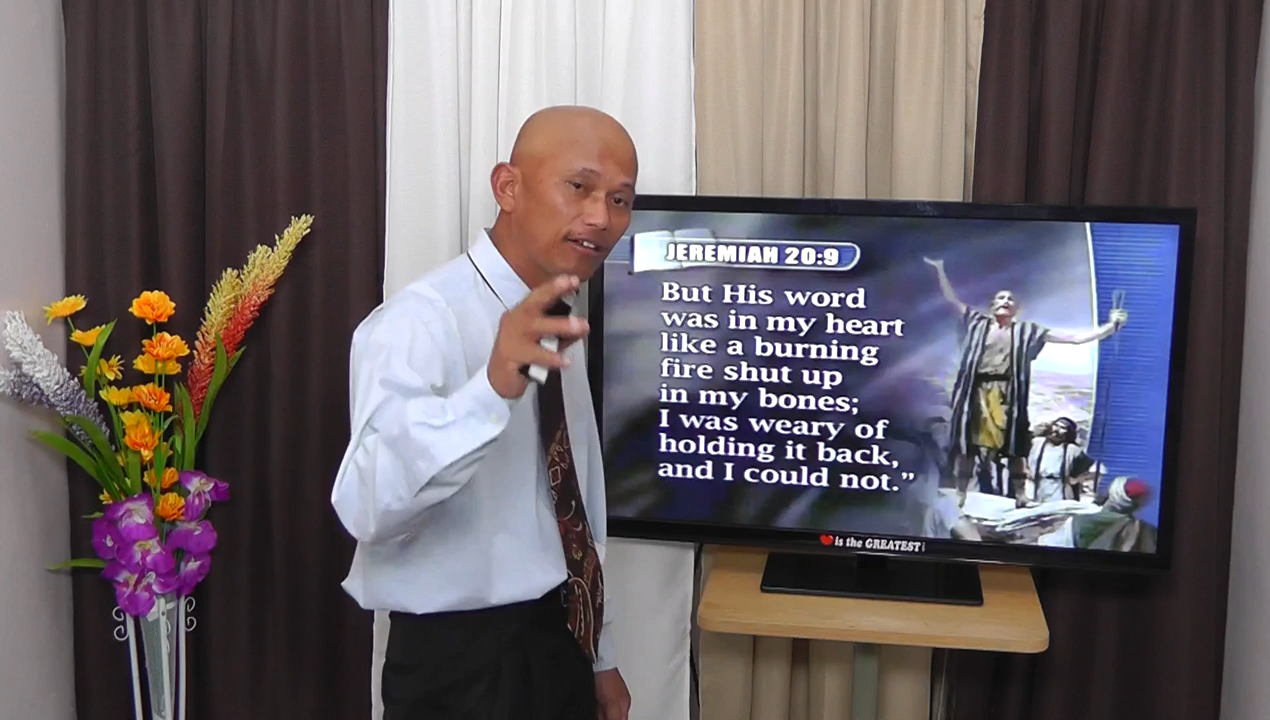 JEREMIAH 20:9
But His word
was in my heart
like a burning
fire shut up
in my bones;
I was weary of
holding it back,
and I could not.”
is the GREATEST!